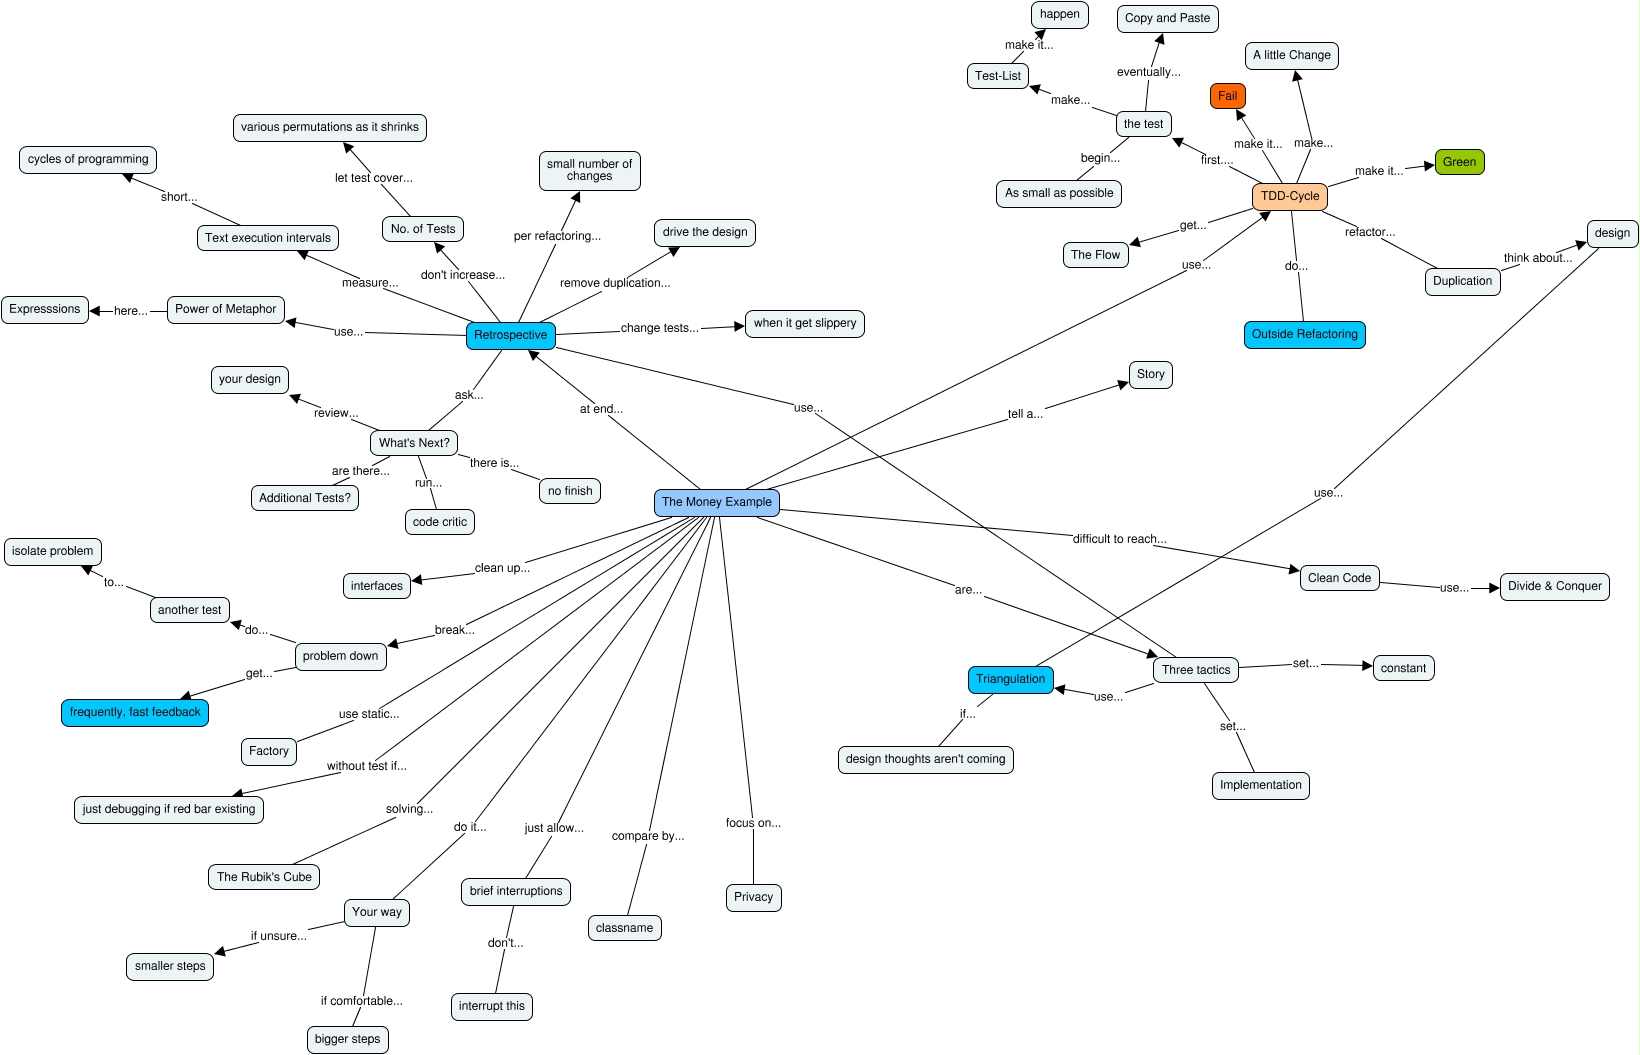 happen
Copy and Paste
make it...
A little Change
Test-List
eventually...
Fail
make...
the test
various permutations as it shrinks
make it...
make...
cycles of programming
small number of
changes
begin...
first....
Green
let test cover...
make it...
short...
As small as possible
TDD-Cycle
No. of Tests
get...
Text execution intervals
per refactoring...
drive the design
refactor...
design
The Flow
think about...
don't increase...
use...
do...
measure...
remove duplication...
Duplication
Expresssions
here...
Power of Metaphor
use...
Retrospective
change tests...
when it get slippery
Outside Refactoring
your design
Story
ask...
review...
at end...
use...
tell a...
What's Next?
there is...
are there...
run...
no finish
Additional Tests?
use...
The Money Example
code critic
difficult to reach...
isolate problem
clean up...
to...
interfaces
Clean Code
use...
Divide & Conquer
are...
another test
do...
break...
problem down
set...
constant
get...
Triangulation
Three tactics
use...
frequently, fast feedback
use static...
if...
set...
Factory
design thoughts aren't coming
without test if...
Implementation
just debugging if red bar existing
solving...
do it...
just allow...
compare by...
focus on...
The Rubik's Cube
brief interruptions
Privacy
Your way
classname
if unsure...
don't...
smaller steps
if comfortable...
interrupt this
bigger steps